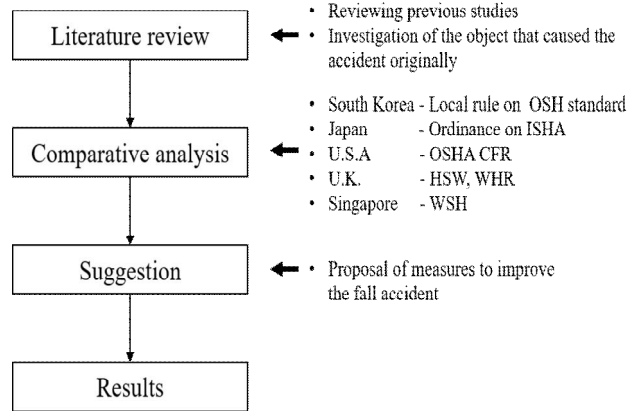 Literature review
• Reviewing previous studies
• Investigation of the object that caused the
accident originally
Comparative analysis
• South Korea - Local rule on OSH standard
• Japan - Ordinance on ISHA
• U.S.A - OSHA CFR
• U.K. - HSW, WHR
• Singapore - WSH
Suggestion
• Proposal of measures to improve
the fall accident
Results